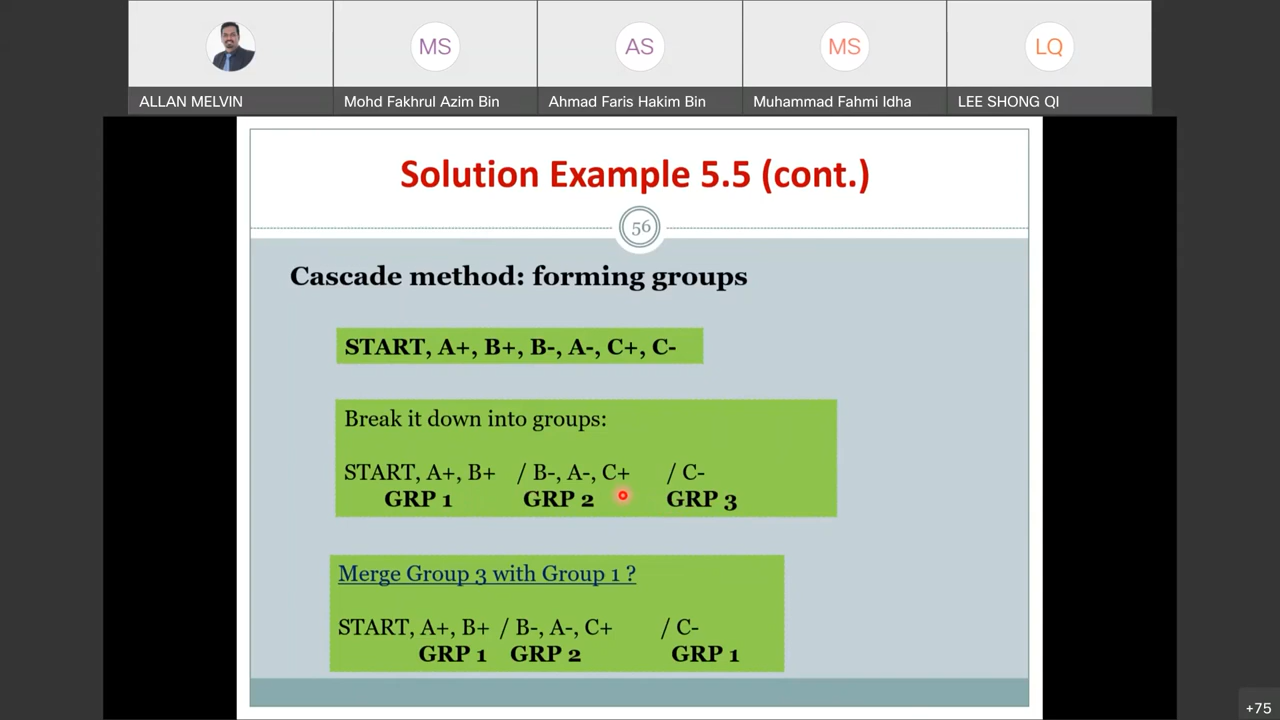 MS
AS
MS
LQ
ALLAN MELVIN
Mohd Fakhrul Azim Bin
Ahmad Faris Hakim Bin
Muhammad Fahmi Idha
LEE SHONG QI
Solution Example 5.5 (cont.)
56
Cascade method: forming groups
START, A+, B+, B-, A-, C+, C-
Break it down into groups:
START, A+, B+ / B-, A-, C+ / C-
GRP 1 GRP 2 GRP 3
Merge Group 3 with Group 1 ?
START, A+, B+ / B-, A-, C+ / C-
GRP 1 GRP 2 GRP 1
+75